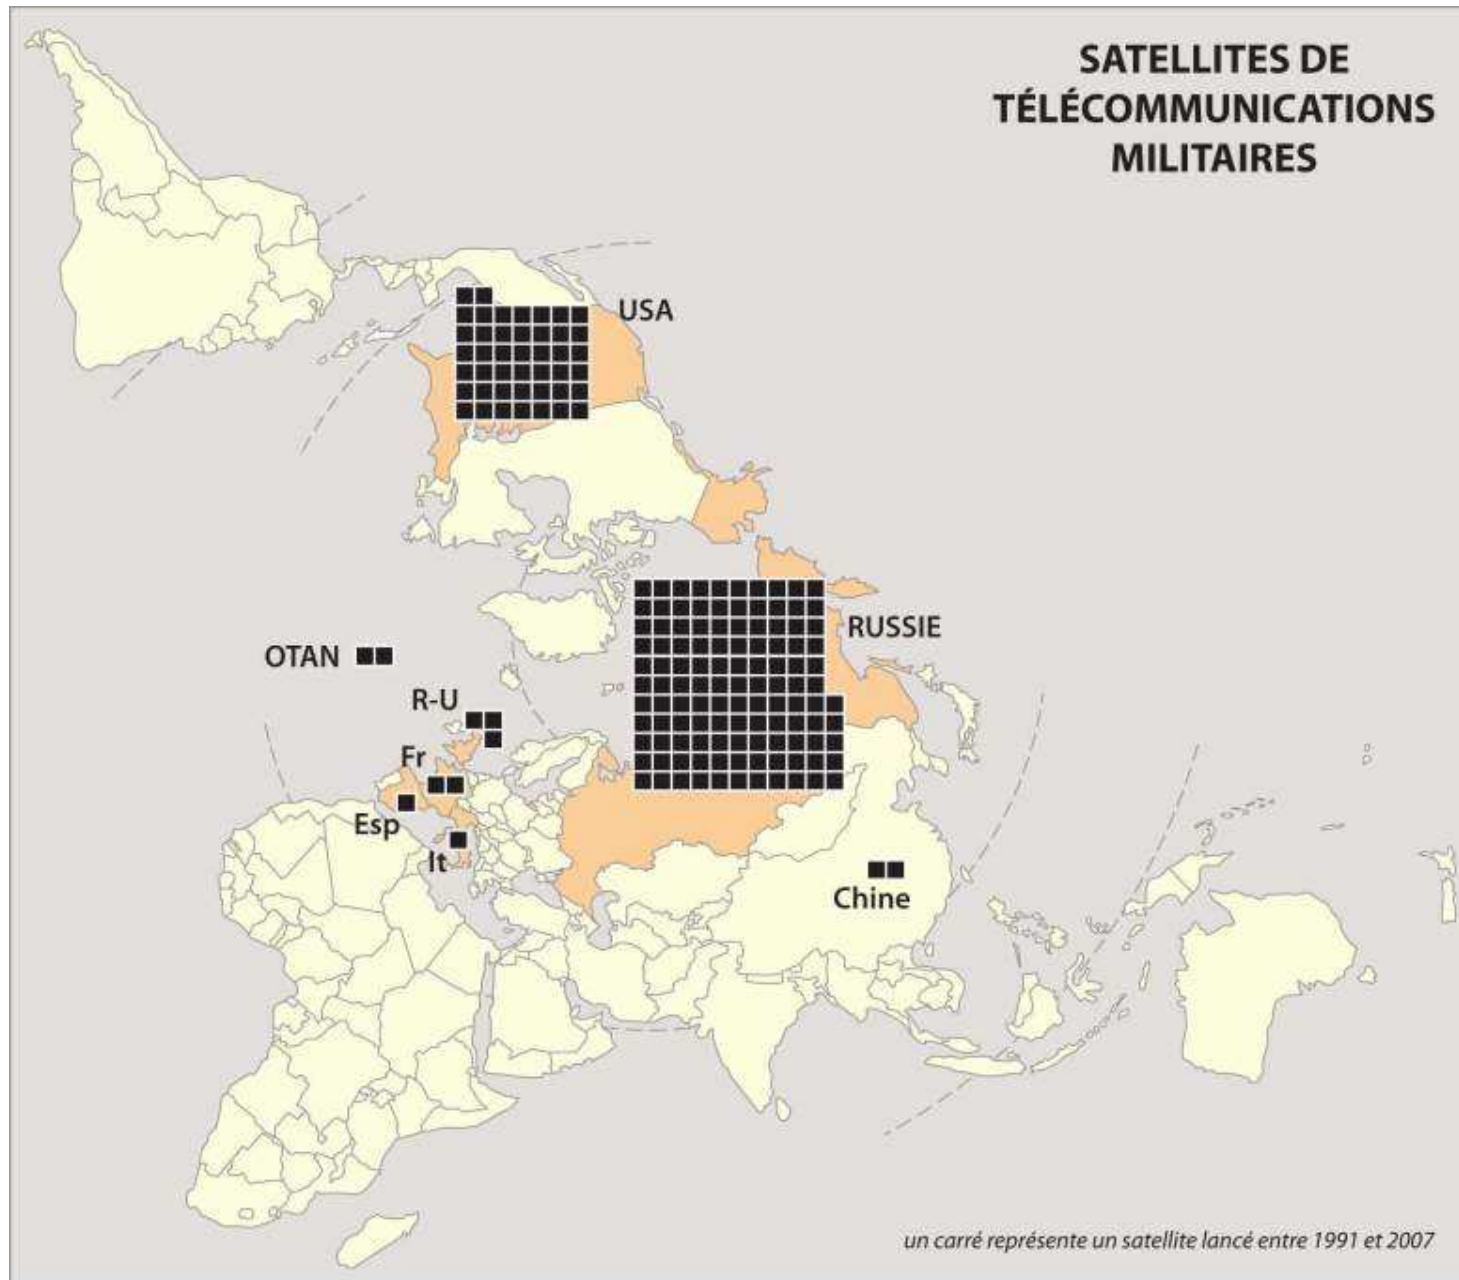 SATELLITES DE
TÉLÉCOMMUNICATIONS
MILITAIRES
USA
RUSSIE
OTAN
R-U
Fr
Esp
It
Chine
un carré représente un satellite lancé entre 1991 et 2007